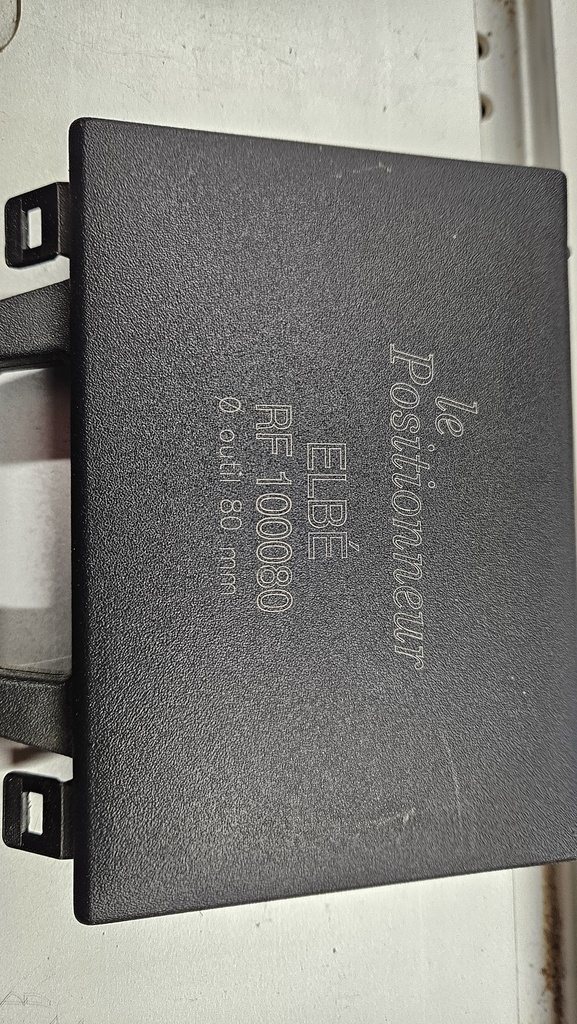 le
Positionneur
ELBÉ
RF 100080
Ø outil 80 mm